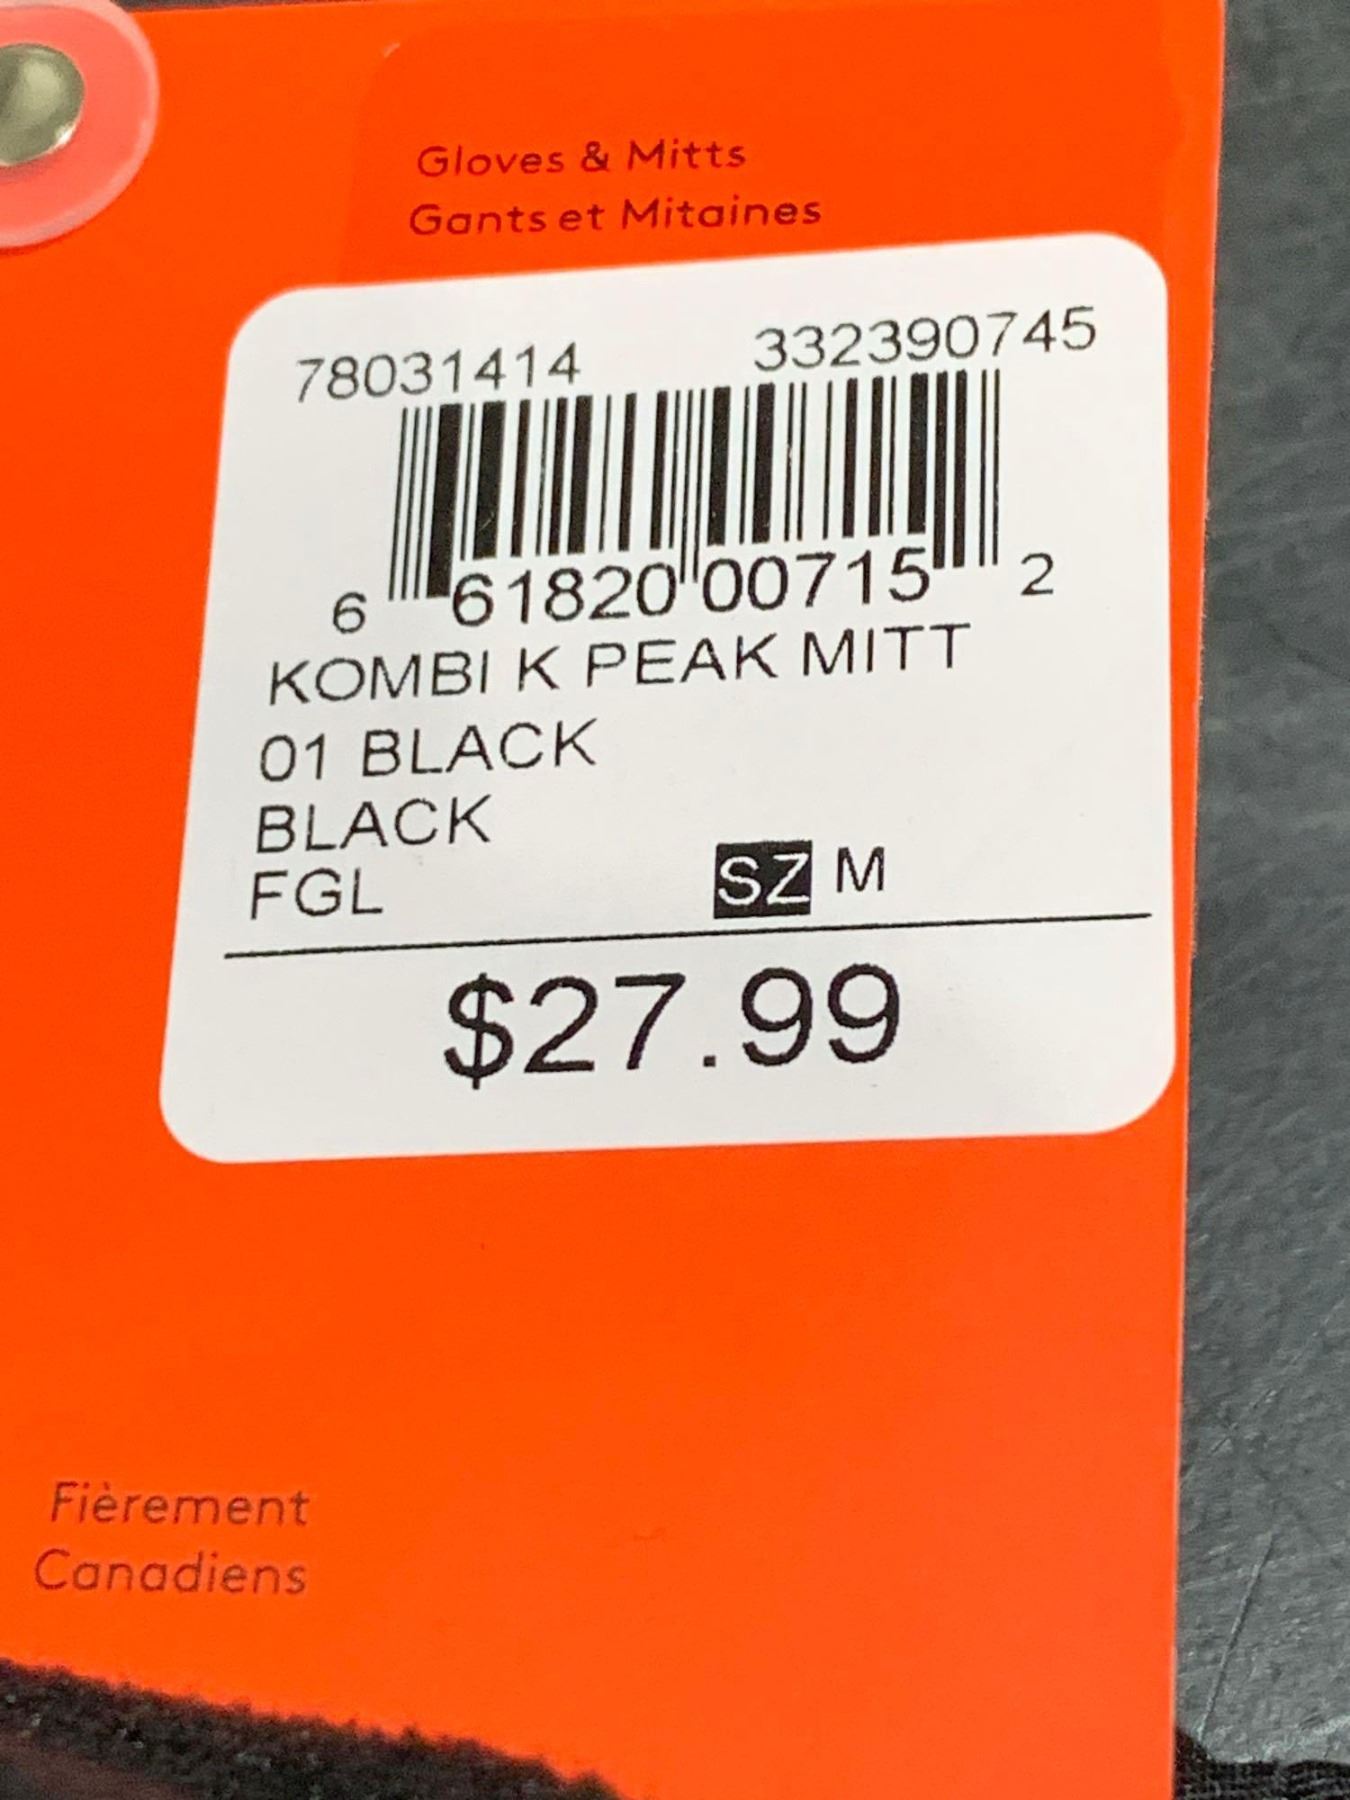 Gloves & Mitts
Gants et Mitaines
78031414 332390745
6 61820 00715 2
KOMBI K PEAK MITT
01 BLACK
BLACK
FGL SZ M
$27.99
Fièrement
Canadiens